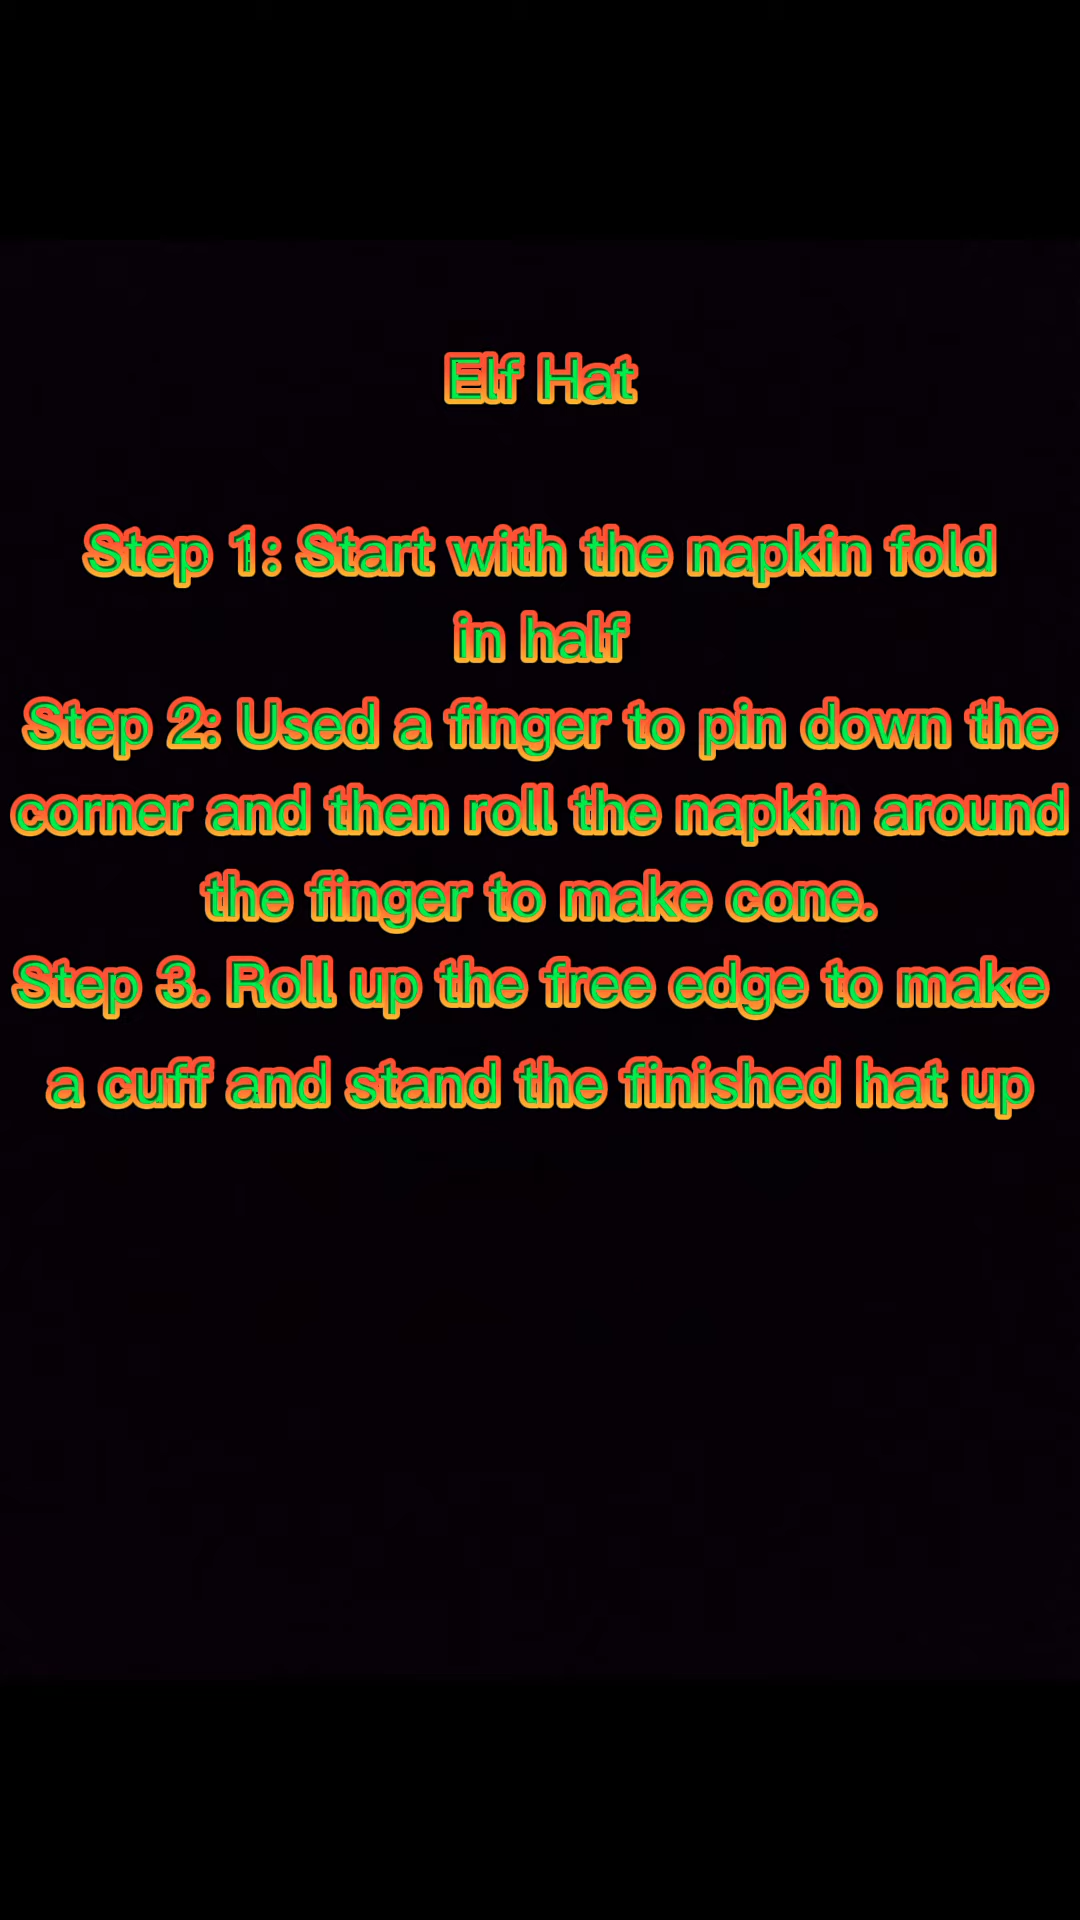 Elf Hat
Step 1: Start with the napkin fold
in half
Step 2: Used a finger to pin down the
corner and then roll the napkin around
the finger to make cone.
Step 3. Roll up the free edge to make
a cuff and stand the finished hat up